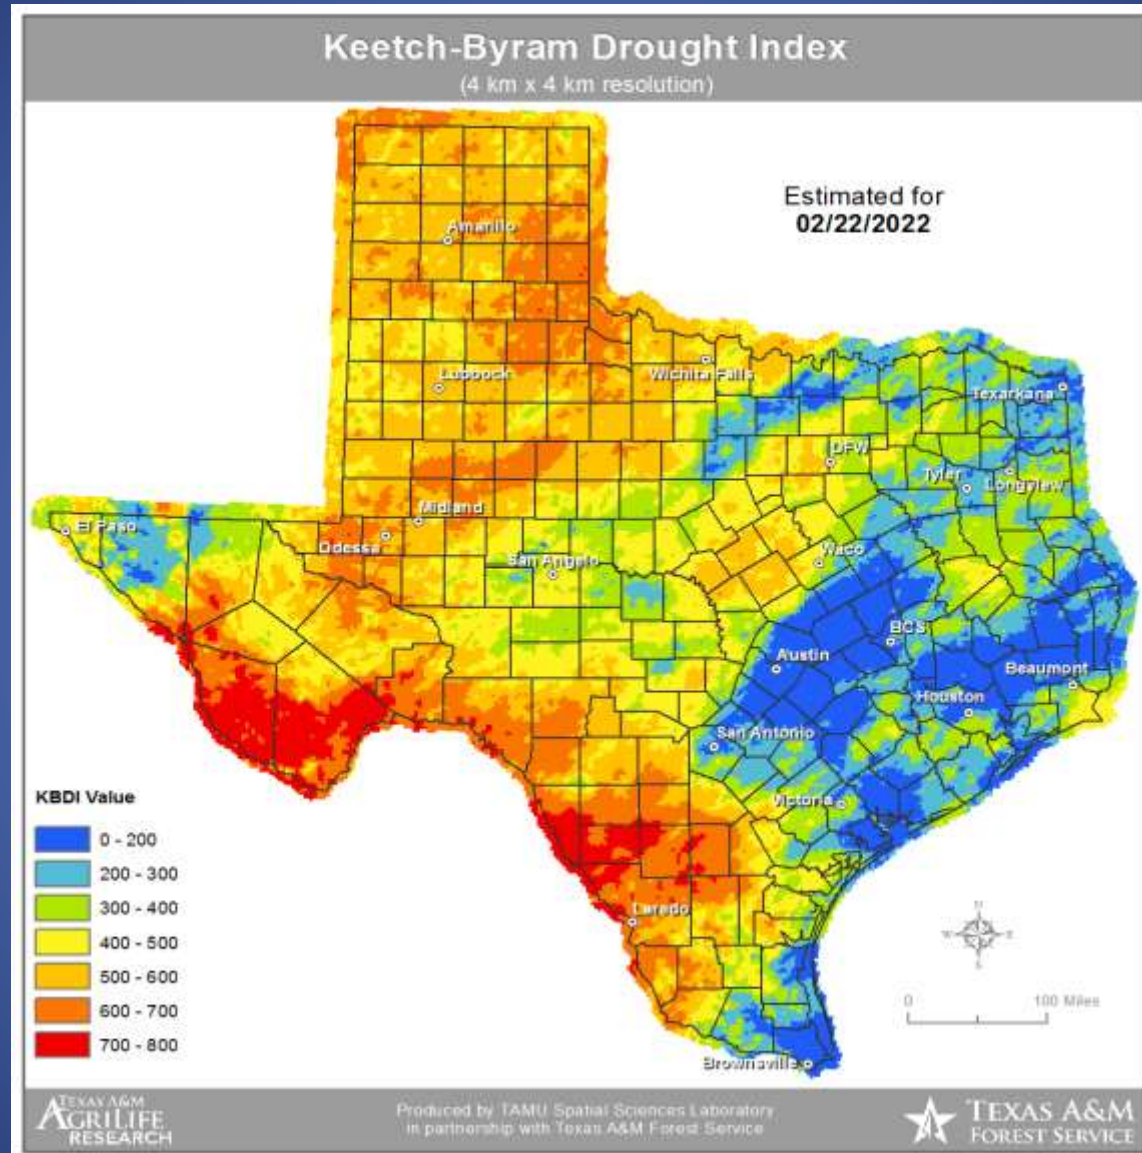 Keetch-Byram Drought Index
(4 km x 4 km resolution)
Estimated for
02/22/2022
Amarillo
Lubbock
Wichita Falls
Texarkana
DFW
Tyler
Longview
Midland
El Paso
Odessa
San Angelo
Waco
BCS
Austin
Beaumont
Houston
San Antonio
Victoria
Laredo
Brownsville
KBDI Value
0 - 200
200 - 300
300 - 400
400 - 500
500 - 600
600 - 700
700 - 800
N
W E
S
0 100 Miles
TEXAS A&M
AGRILIFE
RESEARCH
Produced by TAMU Spatial Sciences Laboratory
in partnership with Texas A&M Forest Service
TEXAS A&M
FOREST SERVICE